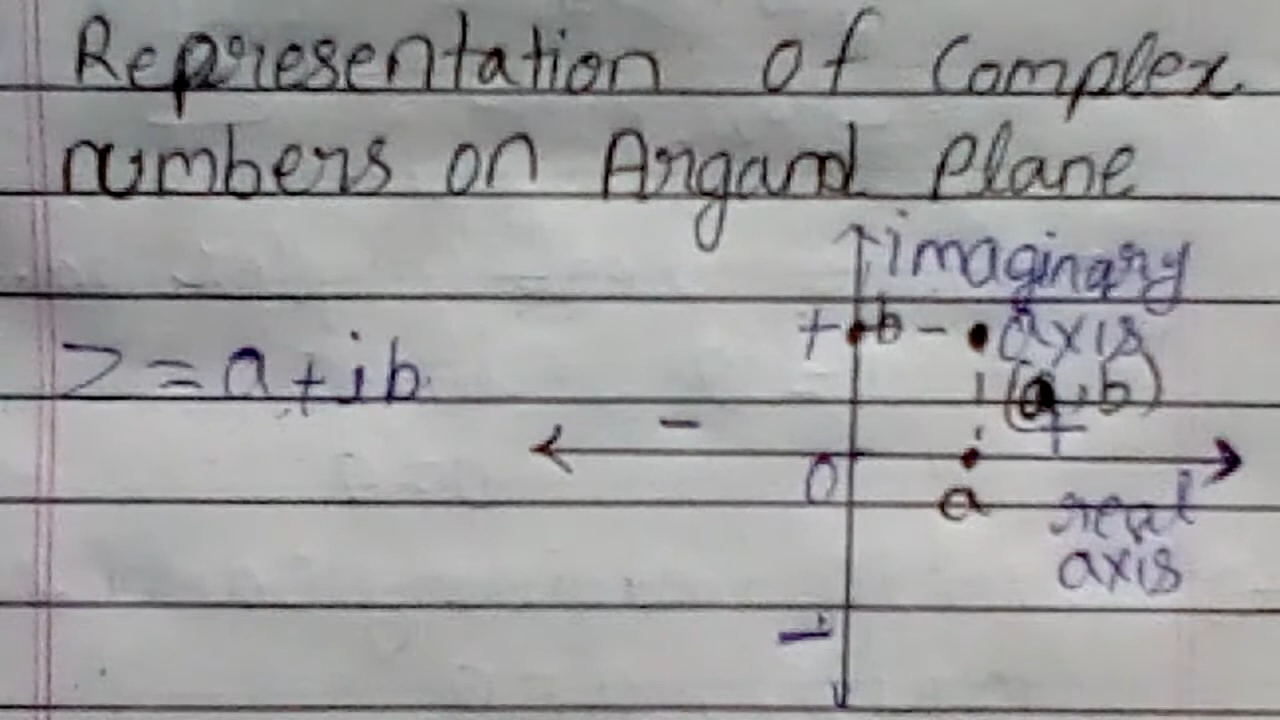 Representation of Complex
numbers on Argand Plane
imaginary
axis
+ b
(a, b)
z = a + ib
-
+
0
a
real
axis
-i